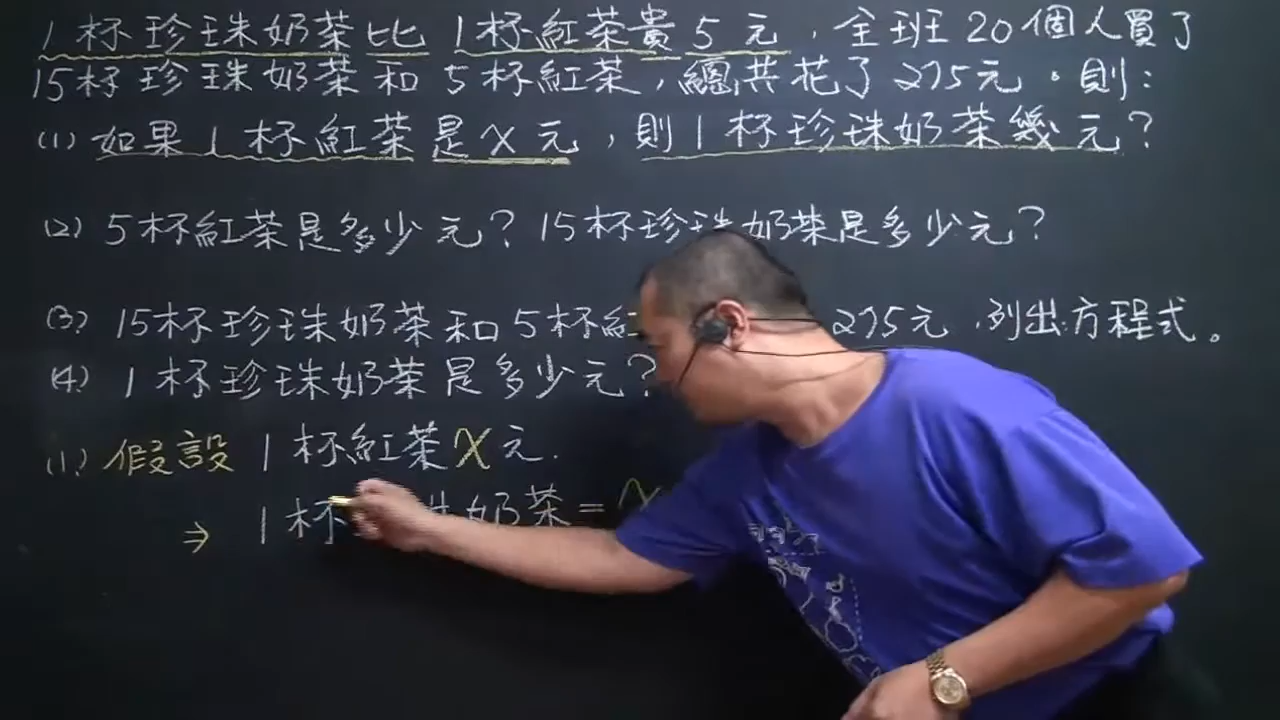 1杯珍珠奶茶比1杯紅茶貴5元，全班20個人買了
15杯珍珠奶茶和5杯紅茶，總共花了275元。則：
(1) 如果1杯紅茶是x元，則1杯珍珠奶茶幾元？
(2) 5杯紅茶是多少元？15杯珍珠奶茶是多少元？
(3) 15杯珍珠奶茶和5杯紅 275元，列出方程式。
(4) 1杯珍珠奶茶是多少元？
(1) 假設1杯紅茶x元.
⇒ 1杯 珠奶茶=x